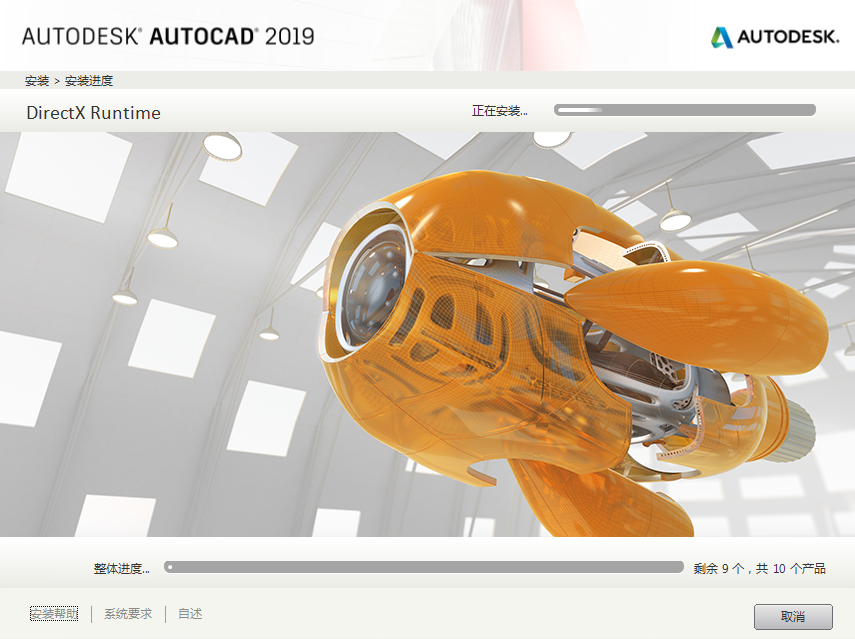 AUTODESK® AUTOCAD® 2019
AUTODESK.
安装 > 安装进度
DirectX Runtime
正在安装...
整体进度...
剩余 9 个，共 10 个产品
安装帮助
系统要求
自述
取消